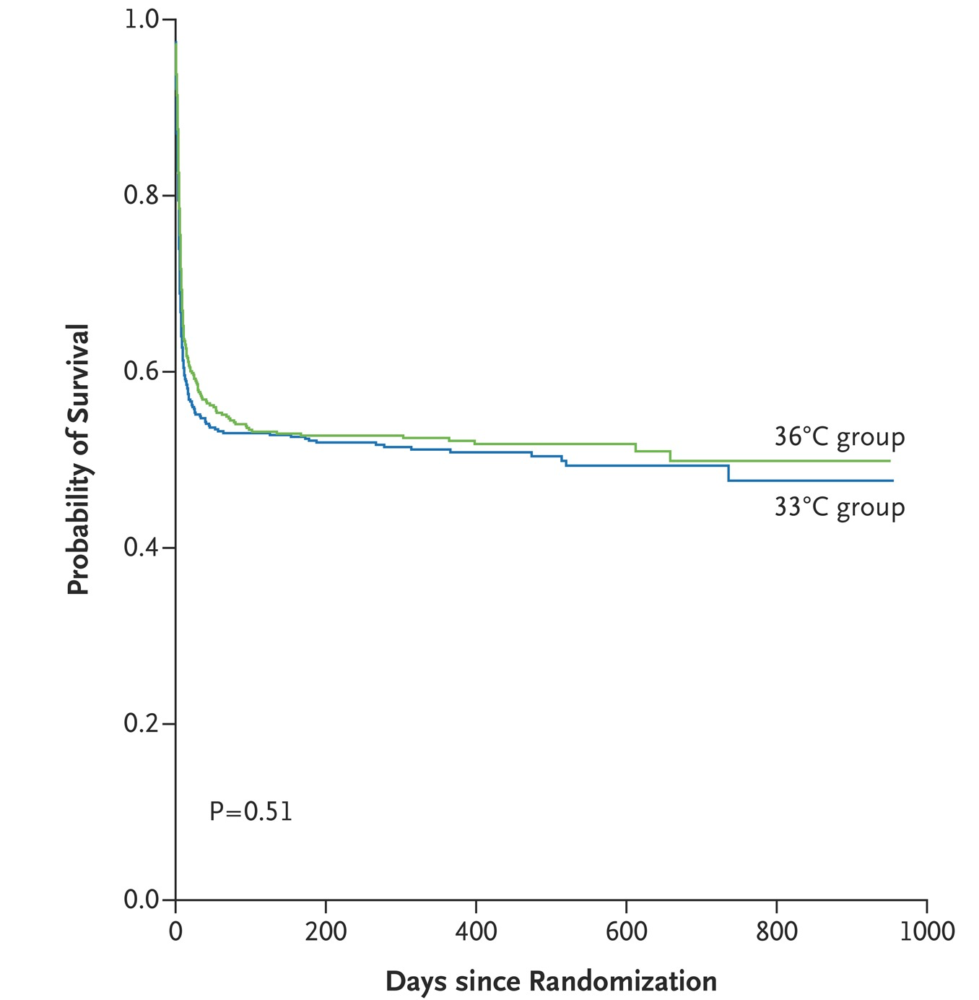 1.0
0.8
0.6
0.4
0.2
0.0
Probability of Survival
36°C group
33°C group
P=0.51
0 200 400 600 800 1000
Days since Randomization